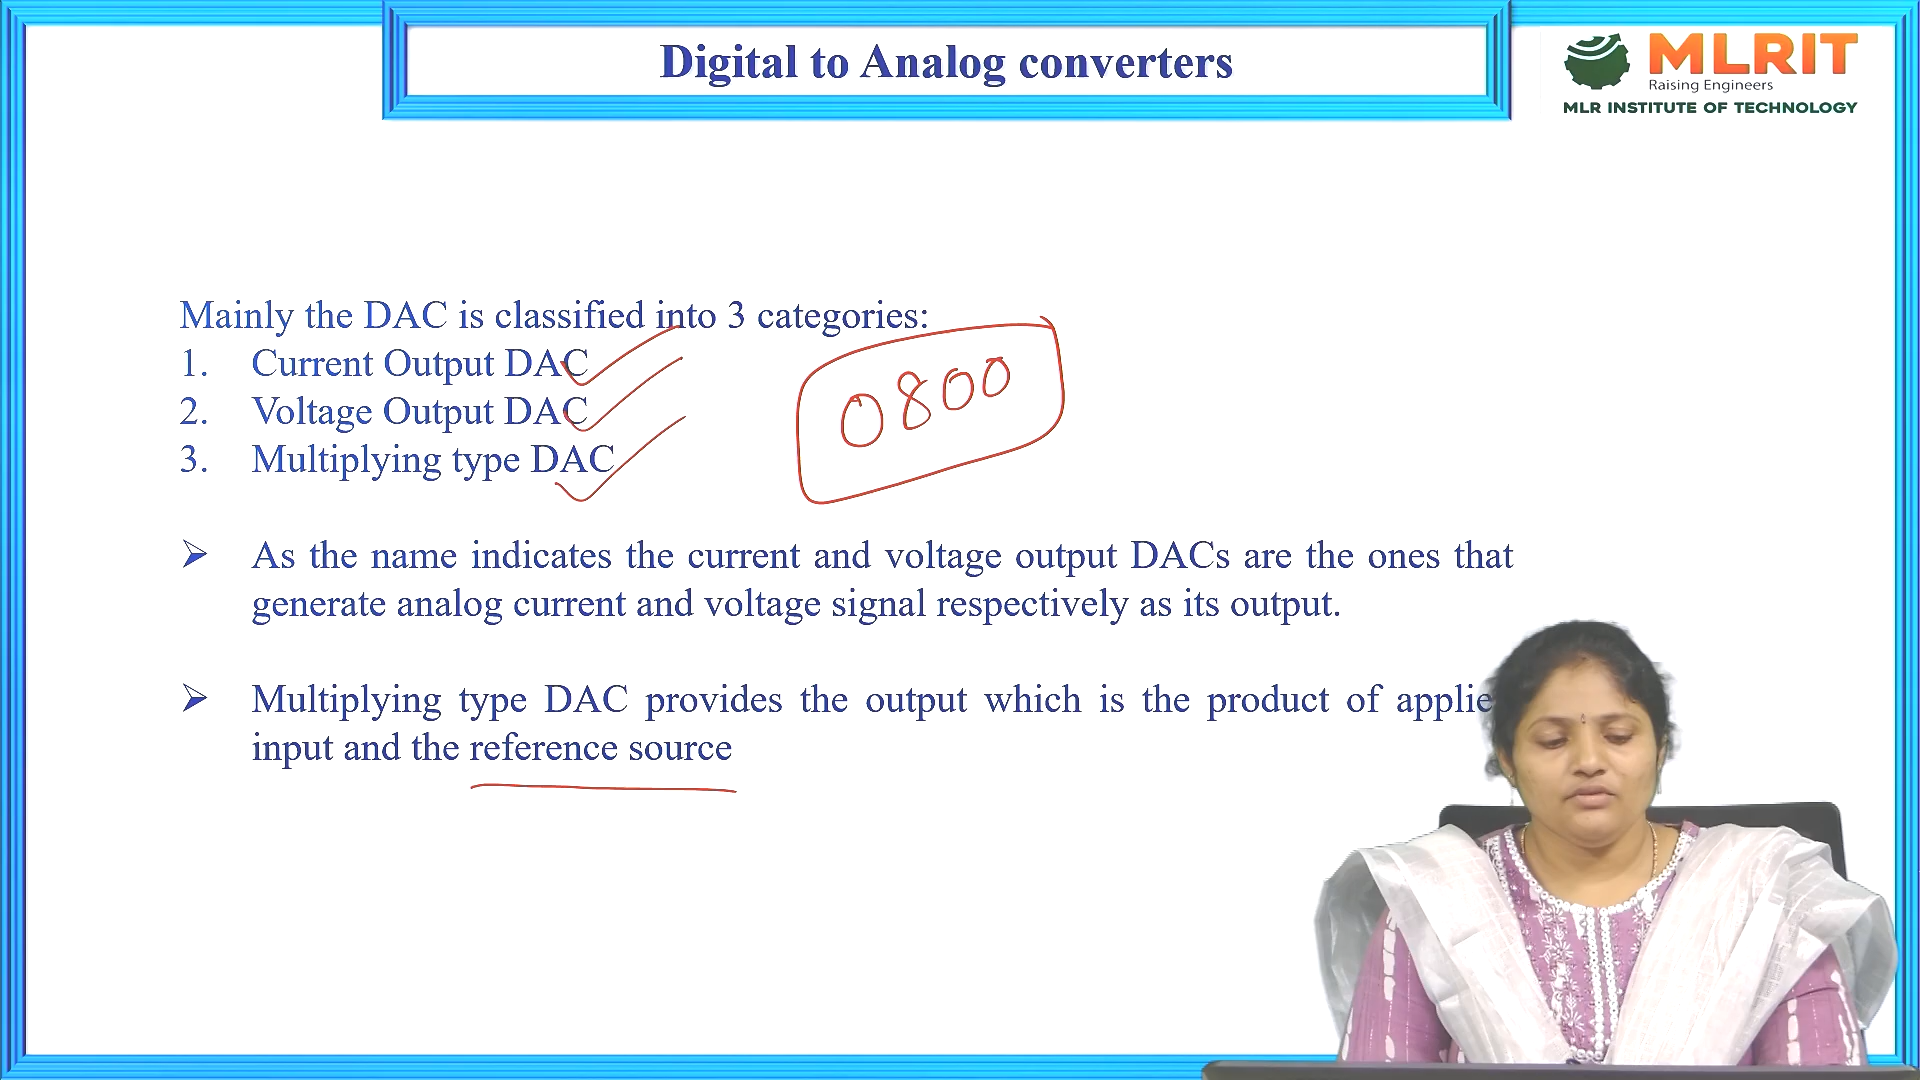 Digital to Analog converters
MLRIT
Raising Engineers
MLR INSTITUTE OF TECHNOLOGY
Mainly the DAC is classified into 3 categories:
1. Current Output DAC
2. Voltage Output DAC
3. Multiplying type DAC
0800
➢ As the name indicates the current and voltage output DACs are the ones that
generate analog current and voltage signal respectively as its output.
➢ Multiplying type DAC provides the output which is the product of applie
input and the reference source